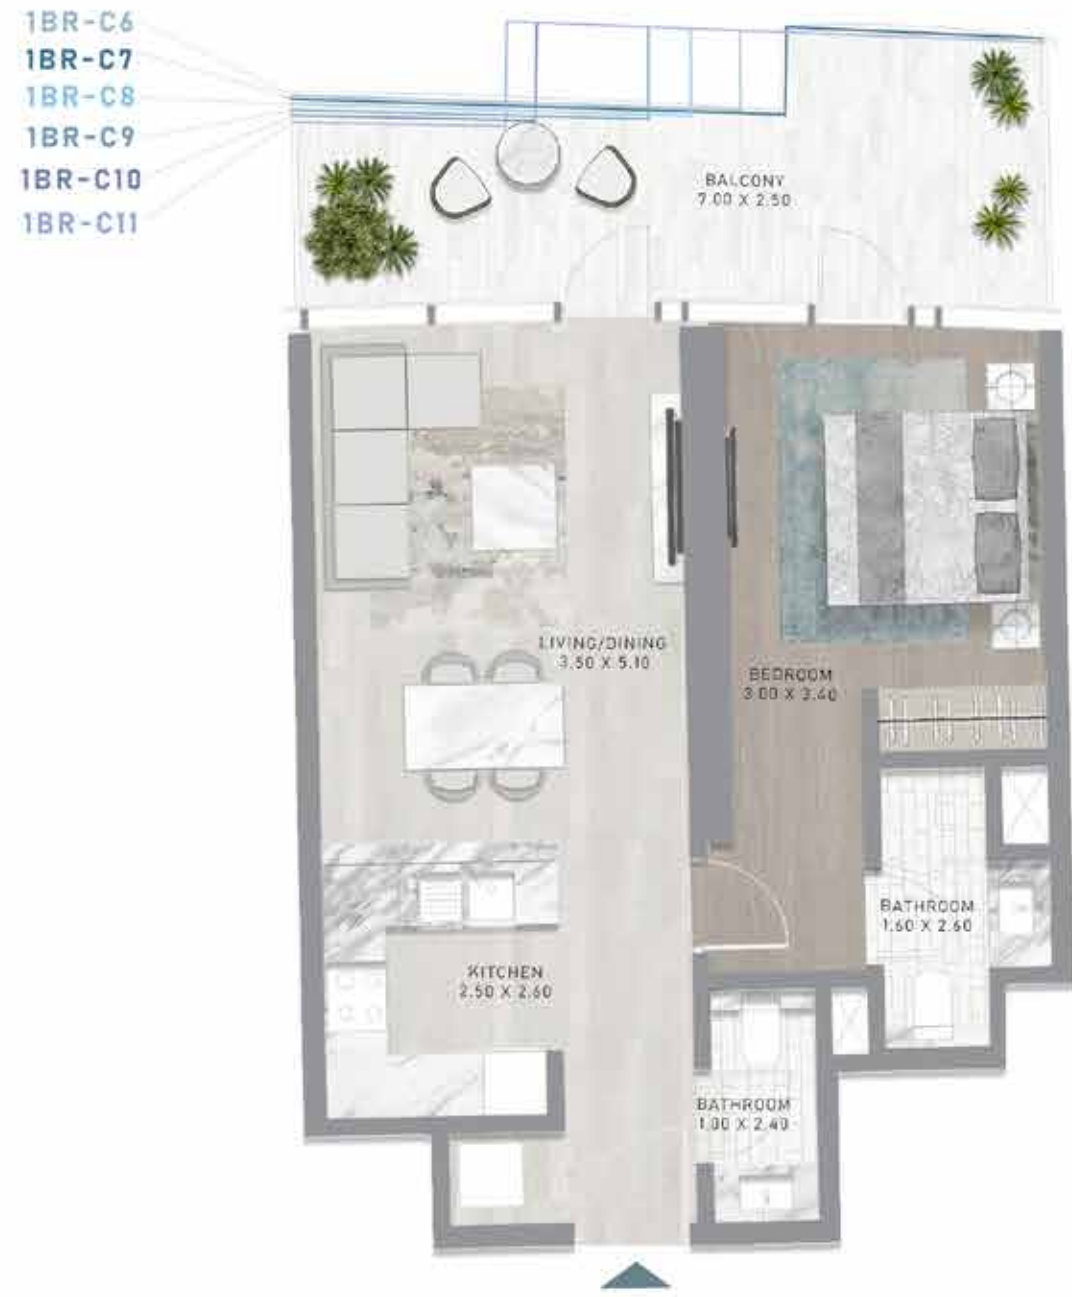 1BR-C6
1BR-C7
1BR-C8
1BR-C9
1BR-C10
1BR-C11
BALCONY
7.00 X 2.50
LIVING/DINING
3.50 X 5.10
BEDROOM
3.00 X 3.40
BATHROOM
1.60 X 2.60
KITCHEN
2.50 X 2.60
BATHROOM
1.00 X 2.40